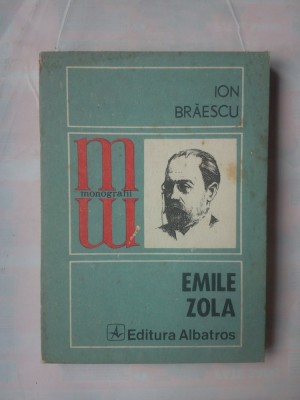 ION
BRĂESCU
m
monografii
m
EMILE
ZOLA
Editura Albatros